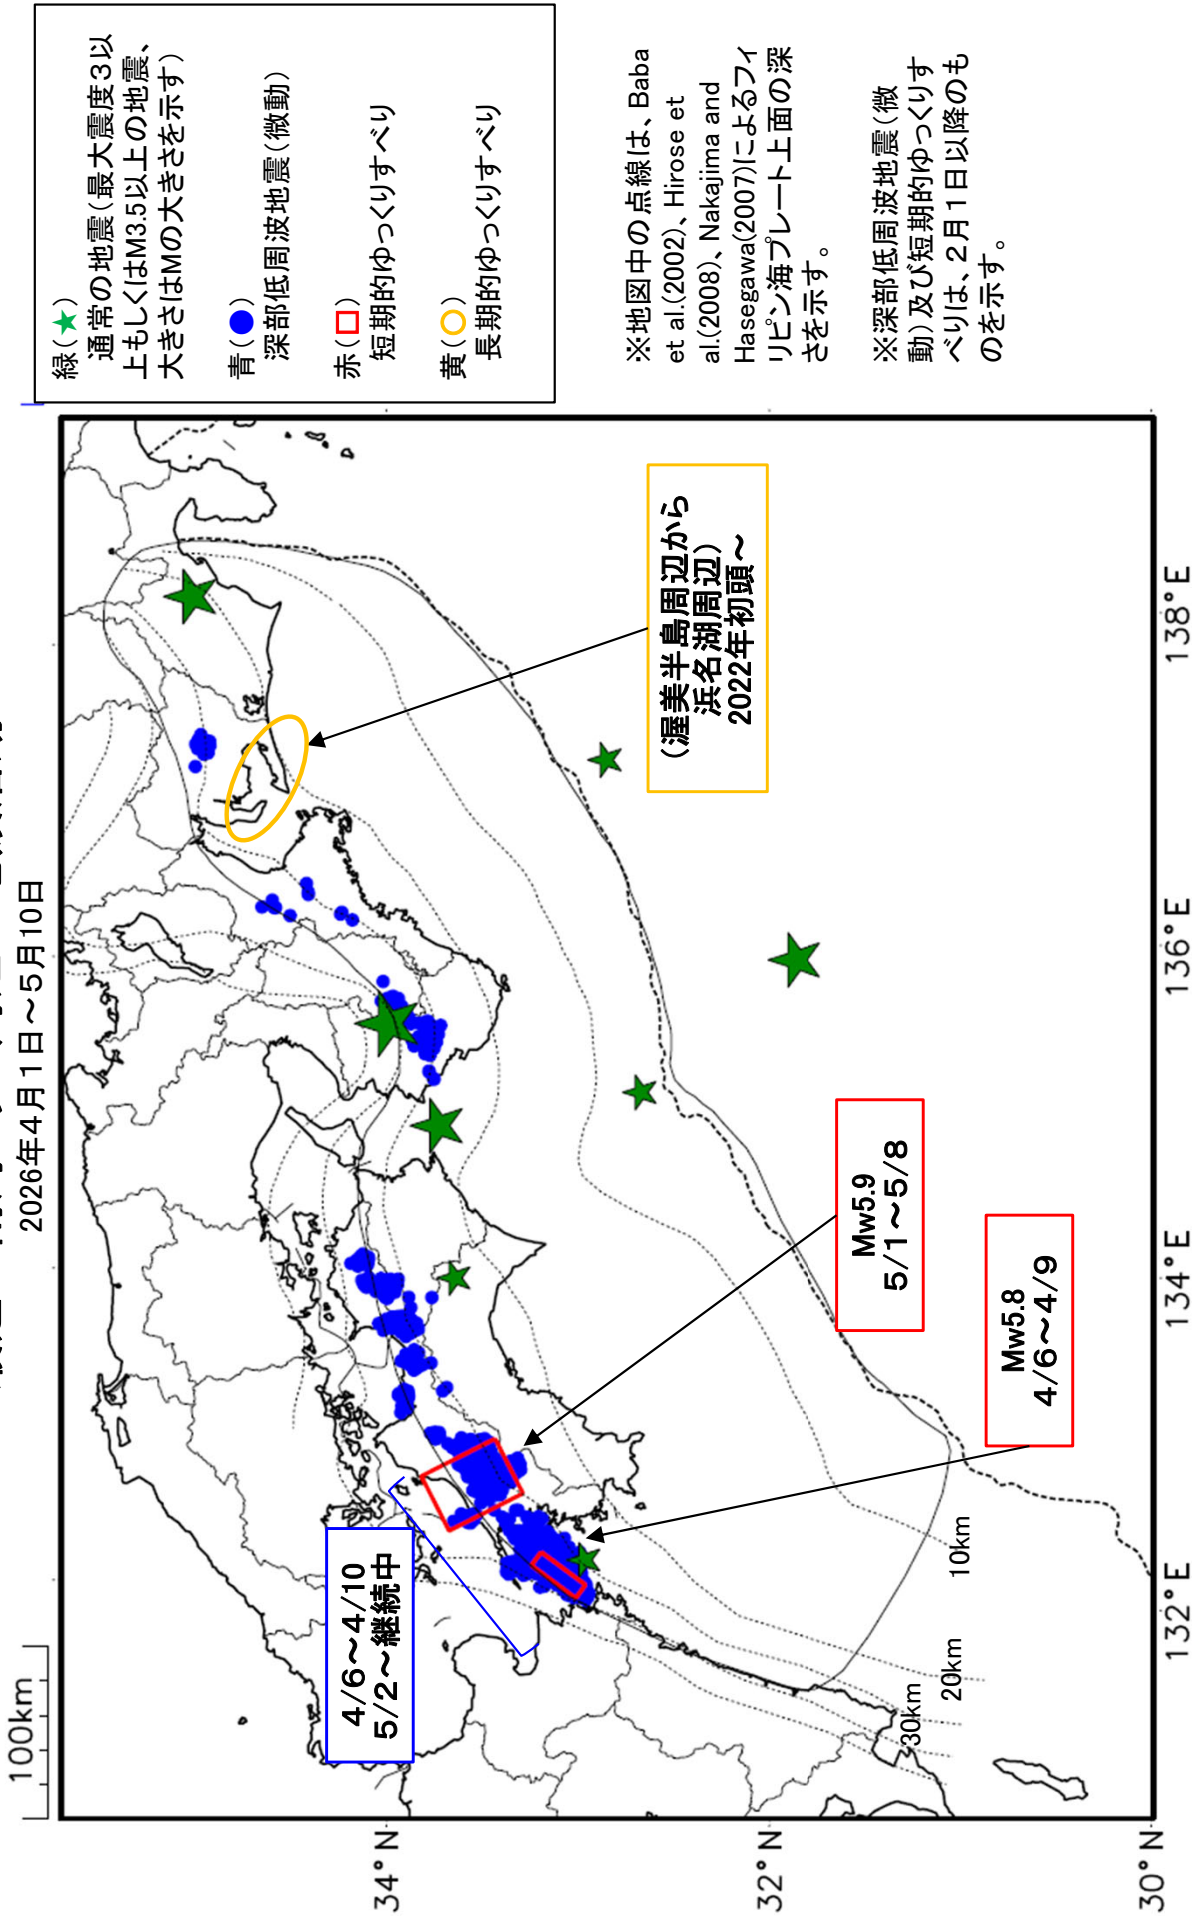 2026年4月1日～5月10日
100km
4/6～4/10
5/2～継続中
Mw5.9
5/1～5/8
Mw5.8
4/6～4/9
（渥美半島周辺から
浜名湖周辺）
2022年初頭～
30km
20km
10km
34°N
32°N
30°N
132°E
134°E
136°E
138°E
緑(★)
通常の地震（最大震度3以
上もしくはM3.5以上の地震、
大きさはMの大きさを示す）
青(●)
深部低周波地震（微動）
赤(□)
短期的ゆっくりすべり
黄(○)
長期的ゆっくりすべり
※地図中の点線は、Baba
et al.(2002)、Hirose et
al.(2008)、Nakajima and
Hasegawa(2007)によるフィ
リピン海プレート上面の深
さを示す。
※深部低周波地震（微
動）及び短期的ゆっくりす
べりは、2月1日以降のも
のを示す。